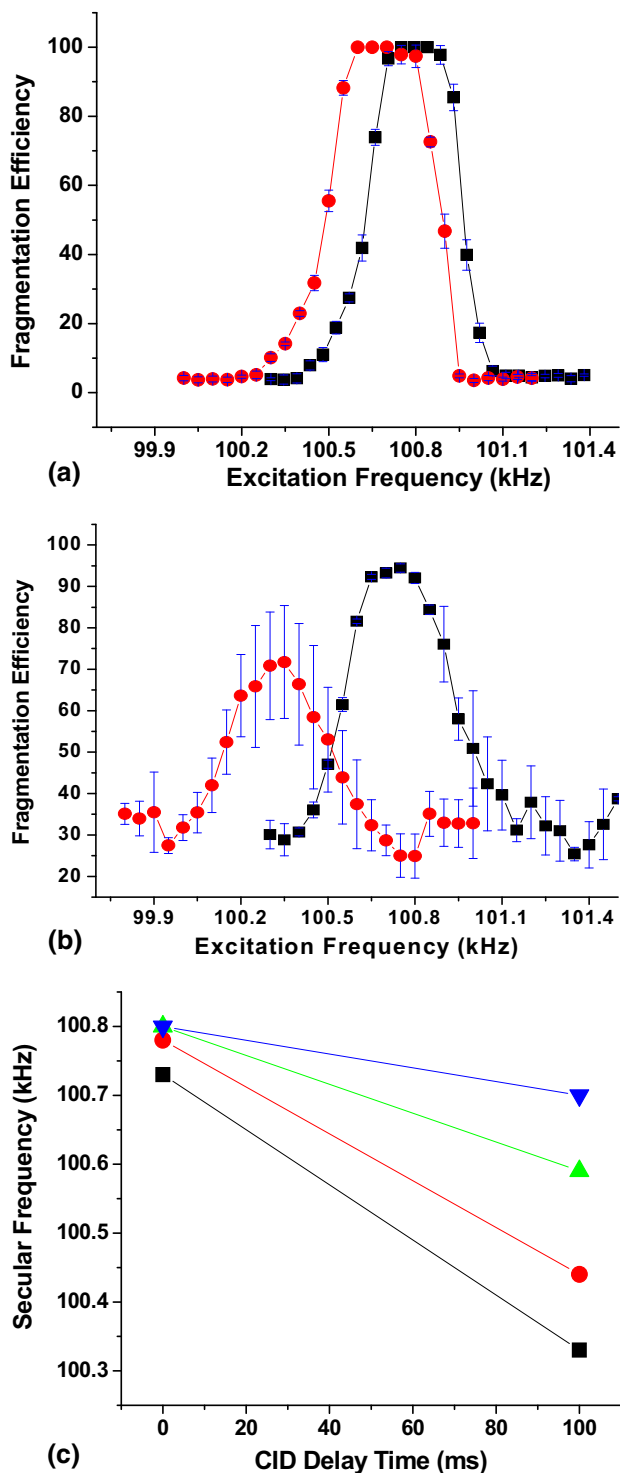 Fragmentation Efficiency
100
80
60
40
20
0
99.9 100.2 100.5 100.8 101.1 101.4
(a) Excitation Frequency (kHz)
Fragmentation Efficiency
100
90
80
70
60
50
40
30
20
99.9 100.2 100.5 100.8 101.1 101.4
(b) Excitation Frequency (kHz)
Secular Frequency (kHz)
100.8
100.7
100.6
100.5
100.4
100.3
0 20 40 60 80 100
(c) CID Delay Time (ms)